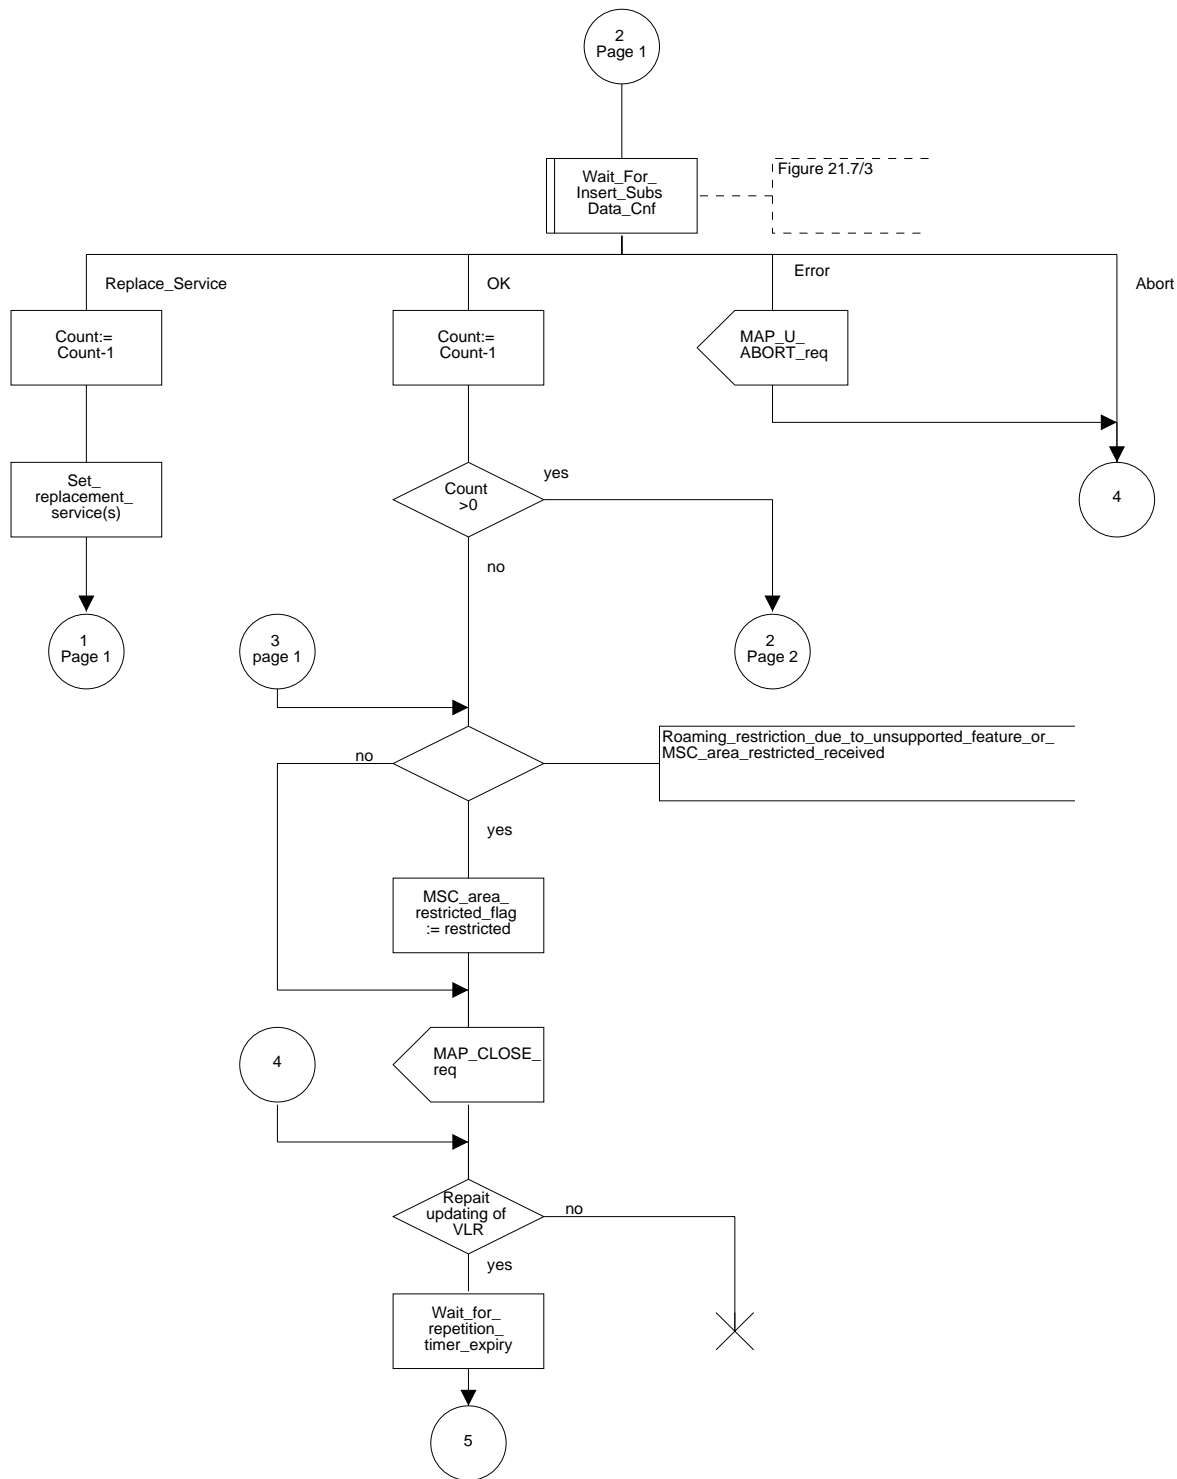 2
Page 1
Wait_For_
Insert_Subs
Data_Cnf
Figure 21.7/3
Replace_Service
OK
Error
Abort
Count:=
Count-1
Count:=
Count-1
MAP_U_
ABORT_req
Set_
replacement_
service(s)
Count
>0
yes
4
no
1
Page 1
3
page 1
2
Page 2
Roaming_restriction_due_to_unsupported_feature_or_
MSC_area_restricted_received
no
yes
MSC_area_
restricted_flag
:= restricted
4
MAP_CLOSE_
req
Repait
updating of
VLR
no
yes
Wait_for_
repetition_
timer_expiry
5